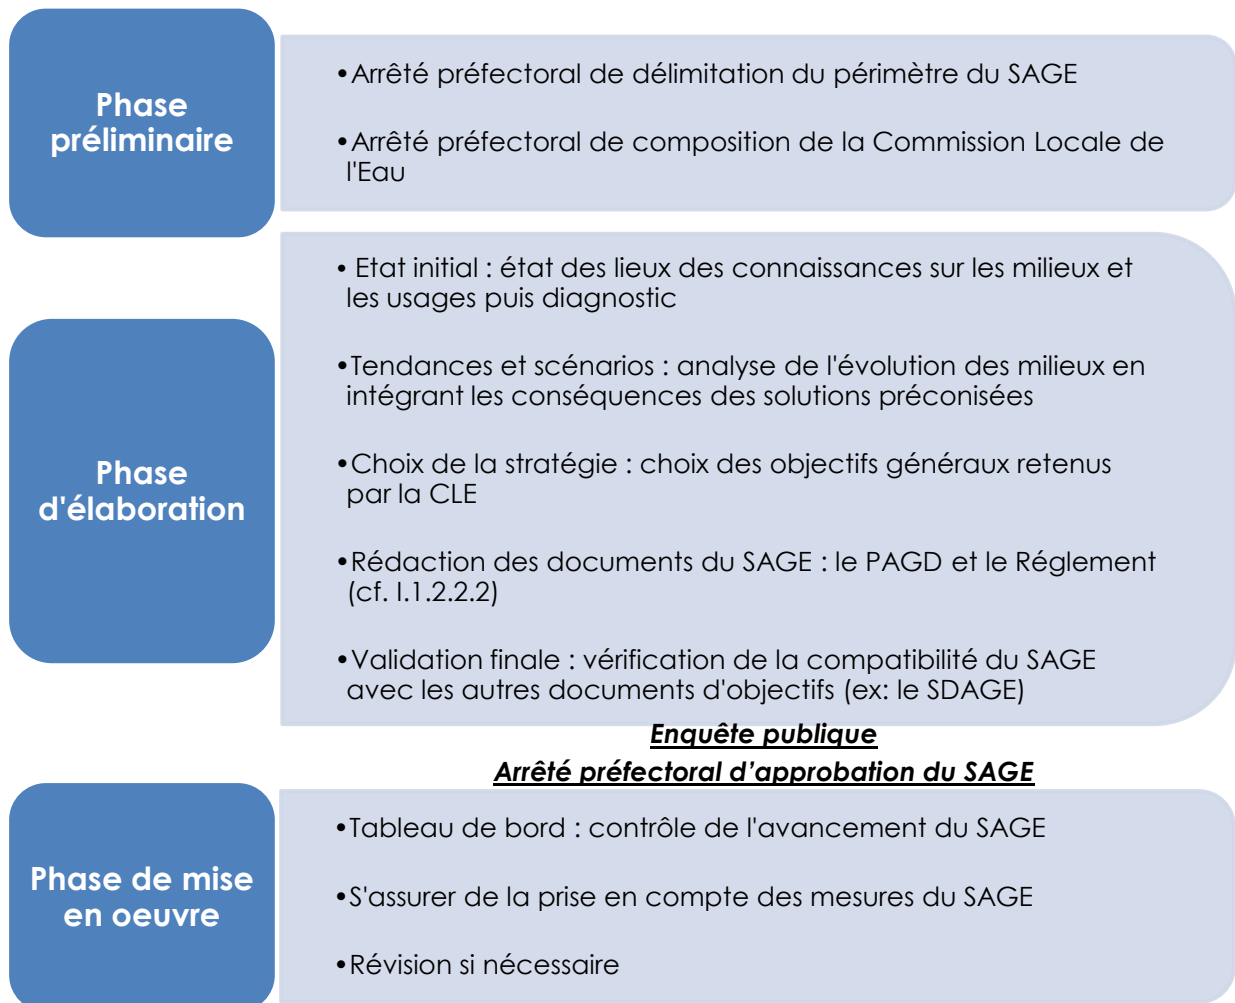 Phase
préliminaire
•Arrêté préfectoral de délimitation du périmètre du SAGE
•Arrêté préfectoral de composition de la Commission Locale de
l'Eau
Phase
d'élaboration
• Etat initial : état des lieux des connaissances sur les milieux et
les usages puis diagnostic
•Tendances et scénarios : analyse de l'évolution des milieux en
intégrant les conséquences des solutions préconisées
•Choix de la stratégie : choix des objectifs généraux retenus
par la CLE
•Rédaction des documents du SAGE : le PAGD et le Réglement
(cf. I.1.2.2.2)
•Validation finale : vérification de la compatibilité du SAGE
avec les autres documents d'objectifs (ex: le SDAGE)
Enquête publique
Arrêté préfectoral d’approbation du SAGE
Phase de mise
en oeuvre
•Tableau de bord : contrôle de l'avancement du SAGE
•S'assurer de la prise en compte des mesures du SAGE
•Révision si nécessaire